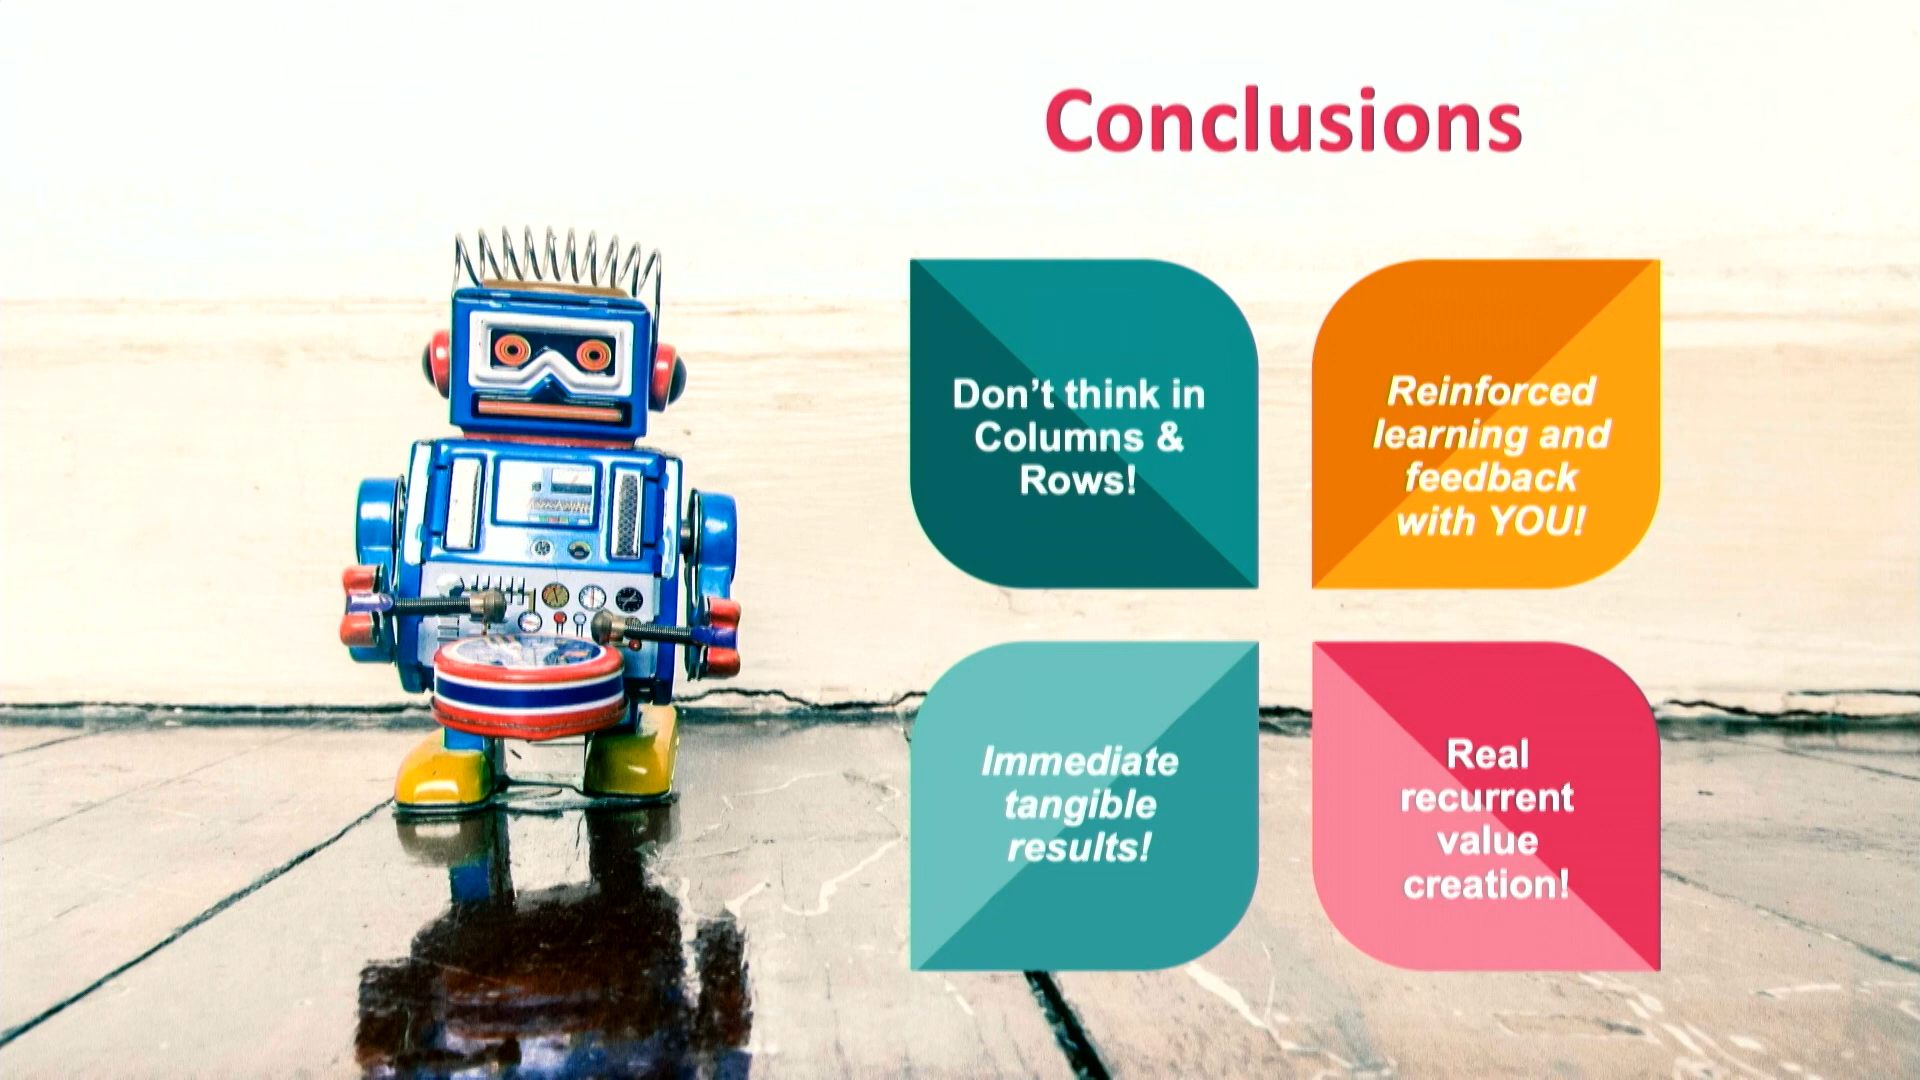 Conclusions
Don’t think in
Columns &
Rows!
Reinforced
learning and
feedback
with YOU!
Immediate
tangible
results!
Real
recurrent
value
creation!